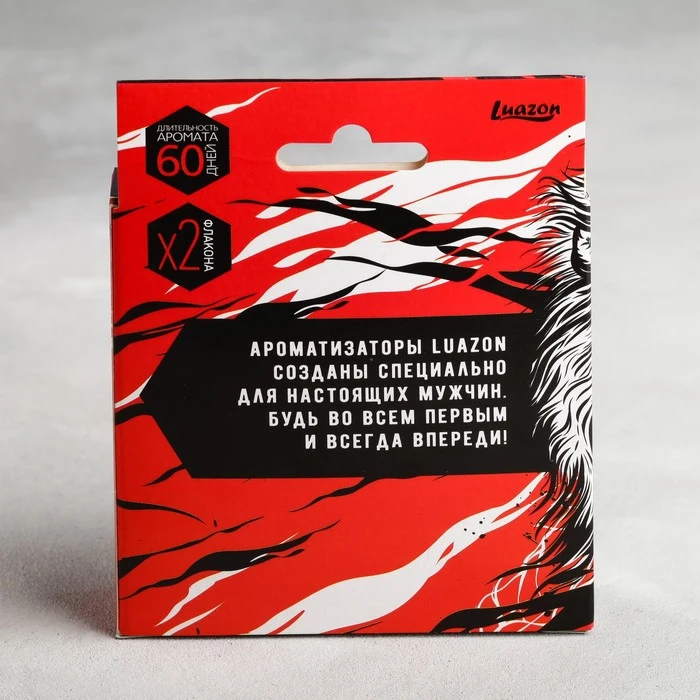 Luazon
ДЛИТЕЛЬНОСТЬ
АРОМАТА
60 ДНЕЙ
x2 ФЛАКОНА
АРОМАТИЗАТОРЫ LUAZON
СОЗДАНЫ СПЕЦИАЛЬНО
ДЛЯ НАСТОЯЩИХ МУЖЧИН.
БУДЬ ВО ВСЕМ ПЕРВЫМ
И ВСЕГДА ВПЕРЕДИ!